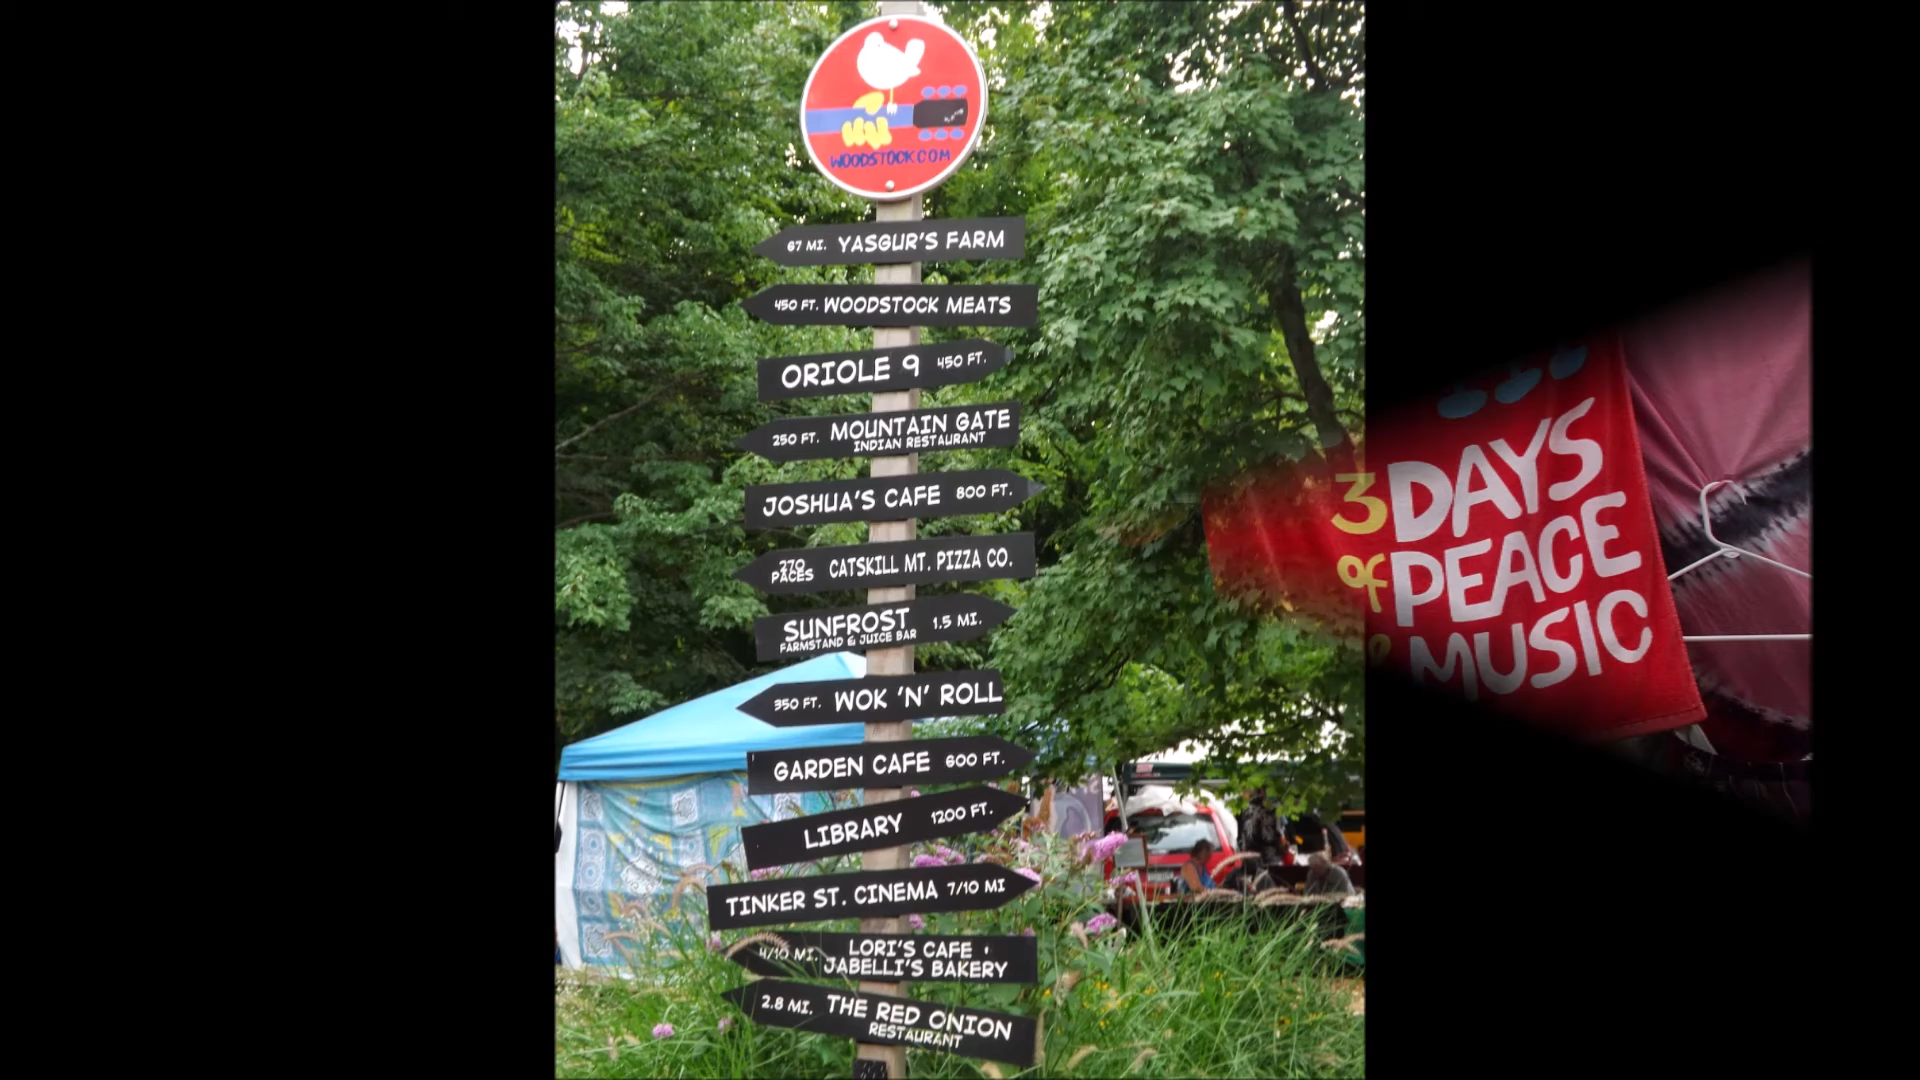 WOODSTOCK.COM
67 MI. YASGUR'S FARM
450 FT. WOODSTOCK MEATS
ORIOLE 9 450 FT.
250 FT. MOUNTAIN GATE
INDIAN RESTAURANT
JOSHUA'S CAFE 800 FT.
270
PACES CATSKILL MT. PIZZA CO.
SUNFROST 1.5 MI.
FARMSTAND & JUICE BAR
350 FT. WOK 'N' ROLL
GARDEN CAFE 600 FT.
LIBRARY 1200 FT.
TINKER ST. CINEMA 7/10 MI
4/10 MI. LORI'S CAFE •
JABELLI'S BAKERY
2.8 MI. THE RED ONION
RESTAURANT
3 DAYS
of PEACE
MUSIC